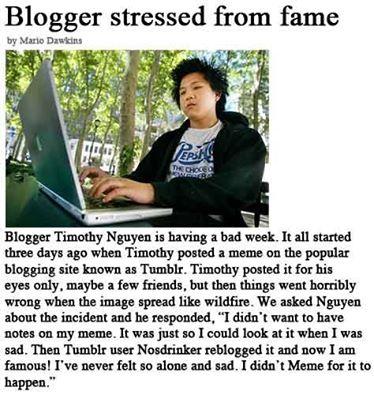 Blogger stressed from fame
by Mario Dawkins
PEPSI
THE CHOICE OF
Blogger Timothy Nguyen is having a bad week. It all started
three days ago when Timothy posted a meme on the popular
blogging site known as Tumblr. Timothy posted it for his
eyes only, maybe a few friends, but then things went horribly
wrong when the image spread like wildfire. We asked Nguyen
about the incident and he responded, “I didn’t want to have
notes on my meme. It was just so I could look at it when I was
sad. Then Tumblr user Nosdrinker reblogged it and now I am
famous! I’ve never felt so alone and sad. I didn’t Meme for it to
happen.”